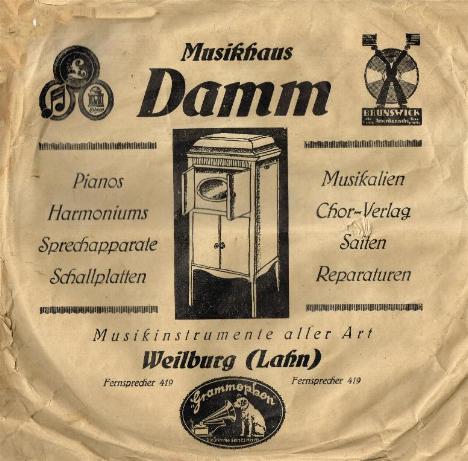 Musikhaus
Damm
BRUNSWICK
Pianos
Harmoniums
Sprechapparate
Schallplatten
Musikalien
Chor-Verlag
Saiten
Reparaturen
Musikinstrumente aller Art
Weilburg (Lahn)
Fernsprecher 419
Fernsprecher 419
"Grammophon"